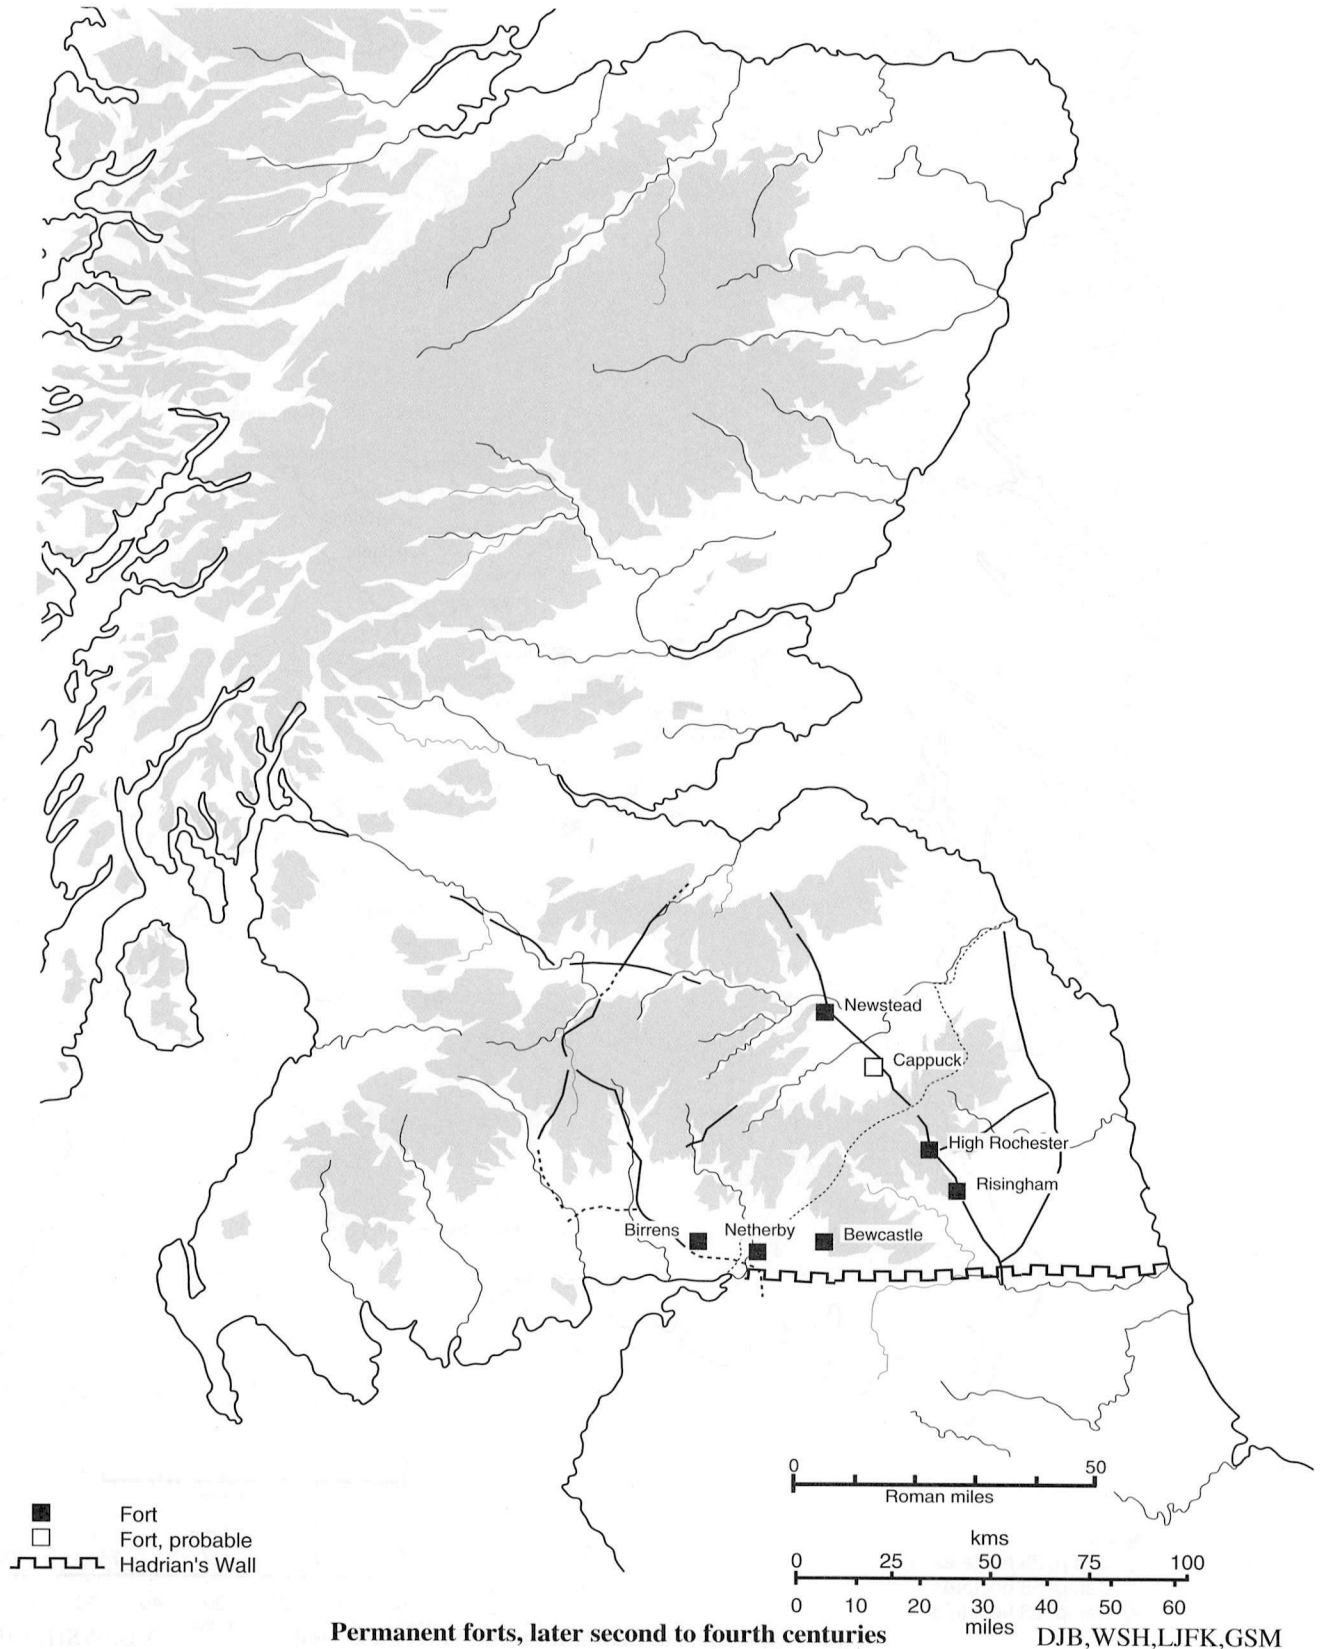 Newstead
Cappuck
High Rochester
Risingham
Birrens
Netherby
Bewcastle
0 50
Roman miles
kms
0 25 50 75 100
0 10 20 30 40 50 60
miles
Fort
Fort, probable
Hadrian's Wall
Permanent forts, later second to fourth centuries
DJB,WSH,LJFK,GSM